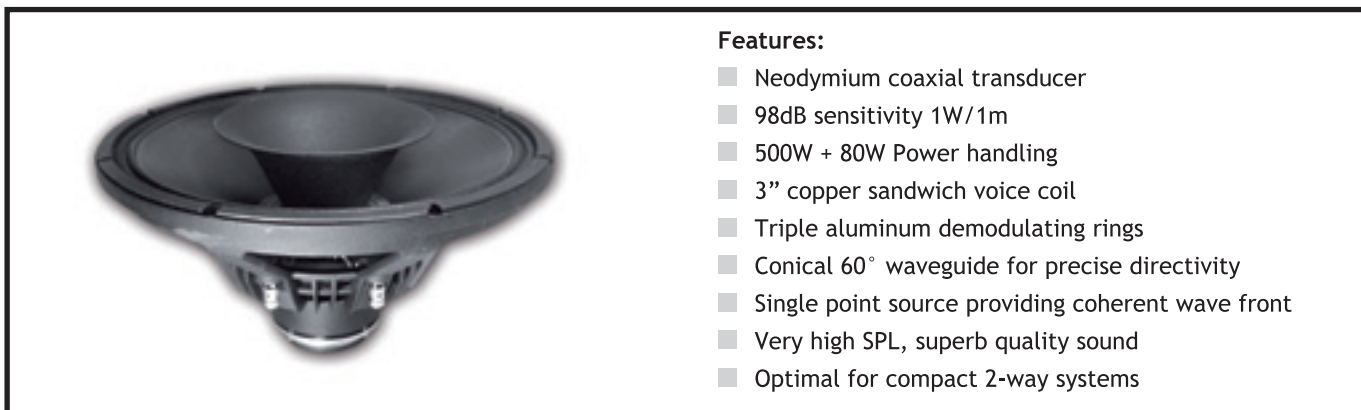 Features:
Neodymium coaxial transducer
98dB sensitivity 1W/1m
500W + 80W Power handling
3” copper sandwich voice coil
Triple aluminum demodulating rings
Conical 60° waveguide for precise directivity
Single point source providing coherent wave front
Very high SPL, superb quality sound
Optimal for compact 2-way systems